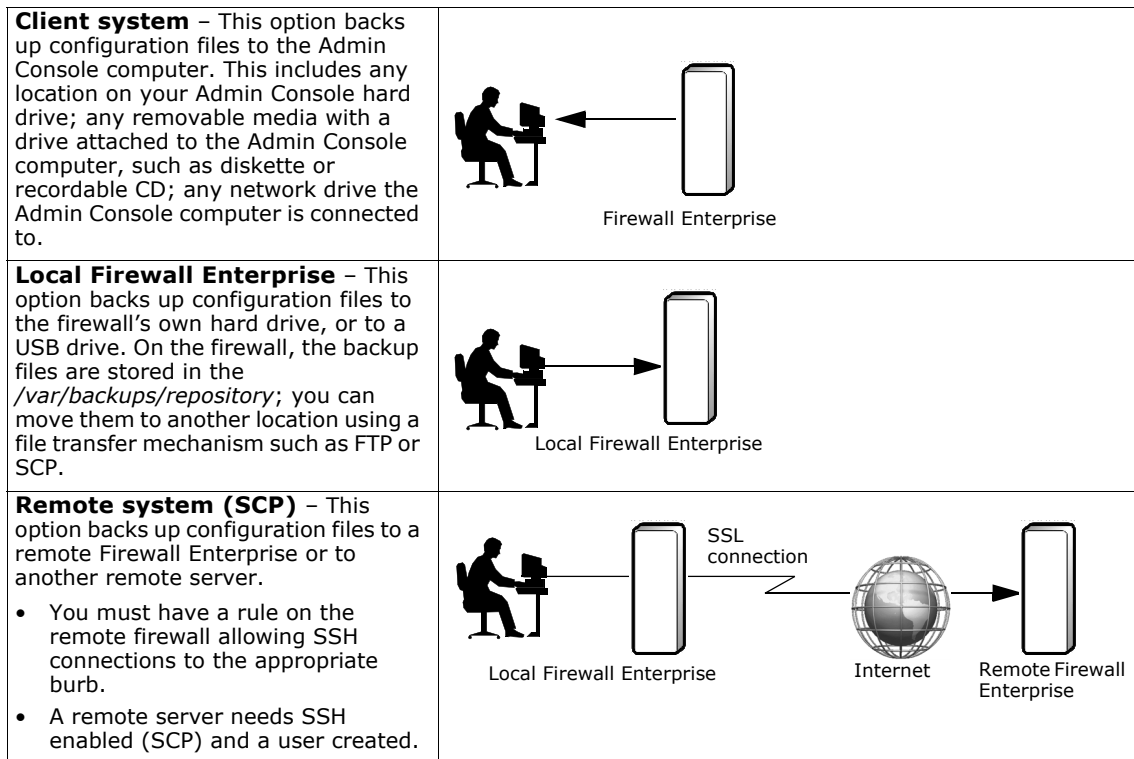 Client system – This option backs
up configuration files to the Admin
Console computer. This includes any
location on your Admin Console hard
drive; any removable media with a
drive attached to the Admin Console
computer, such as diskette or
recordable CD; any network drive the
Admin Console computer is connected
to.
Firewall Enterprise
Local Firewall Enterprise – This
option backs up configuration files to
the firewall’s own hard drive, or to a
USB drive. On the firewall, the backup
files are stored in the
/var/backups/repository; you can
move them to another location using a
file transfer mechanism such as FTP or
SCP.
Local Firewall Enterprise
Remote system (SCP) – This
option backs up configuration files to a
remote Firewall Enterprise or to
another remote server.
• You must have a rule on the
remote firewall allowing SSH
connections to the appropriate
burb.
• A remote server needs SSH
enabled (SCP) and a user created.
SSL
connection
Local Firewall Enterprise
Internet
Remote Firewall
Enterprise